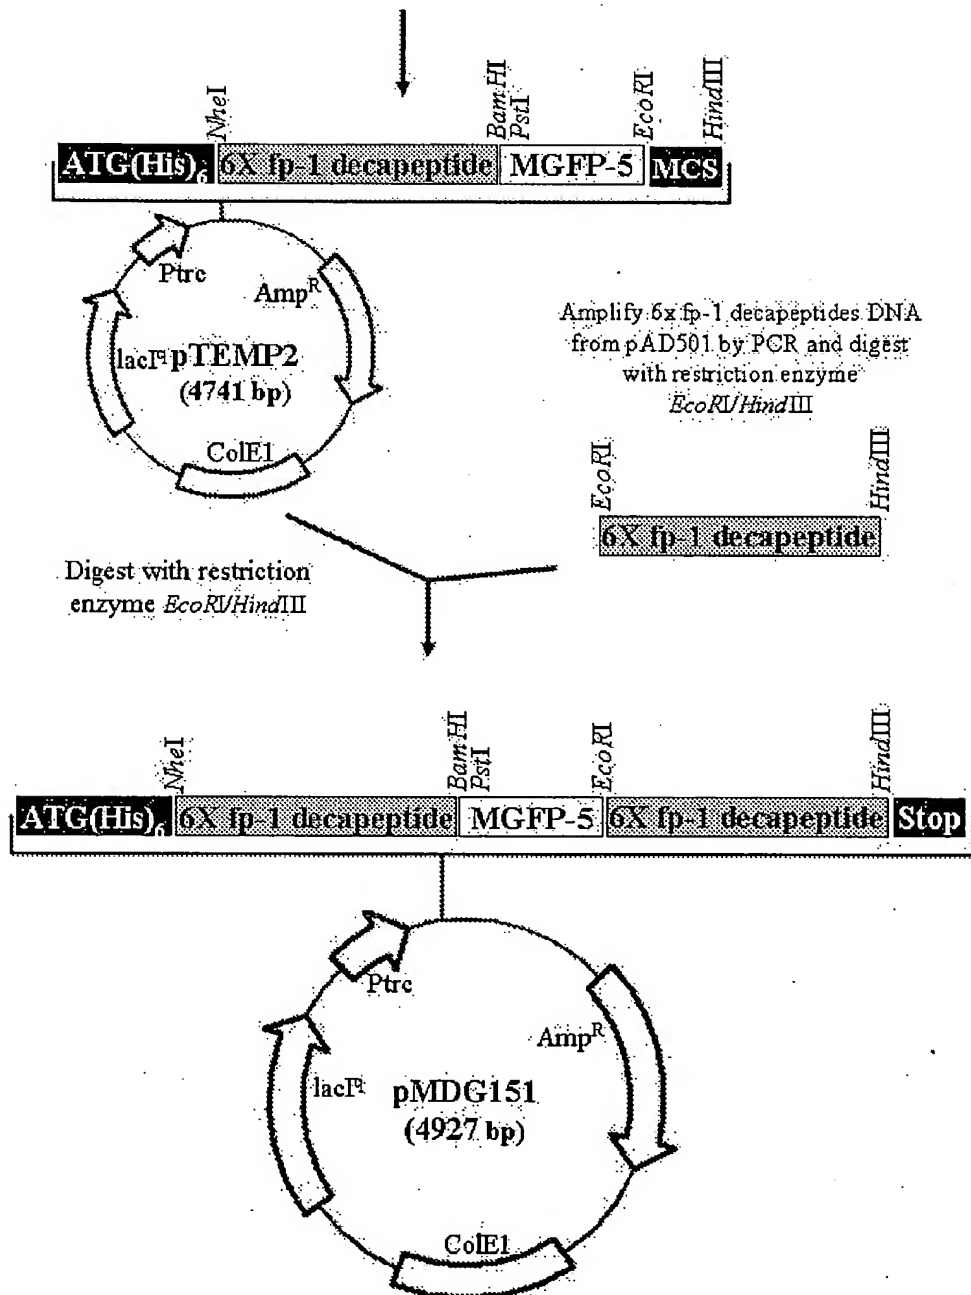 NheI
BamHI
PstI
EcoRI
HindIII
ATG(His)6 6X fp-1 decapeptide MGFP-5 MCS
Ptrc
AmpR
lacIq pTEMP2
(4741 bp)
ColE1
Amplify 6x fp-1 decapeptides DNA
from pAD501 by PCR and digest
with restriction enzyme
EcoRI/HindIII
EcoRI
HindIII
6X fp-1 decapeptide
Digest with restriction
enzyme EcoRI/HindIII
NheI
BamHI
PstI
EcoRI
HindIII
ATG(His)6 6X fp-1 decapeptide MGFP-5 6X fp-1 decapeptide Stop
Ptrc
AmpR
lacIq pMDG151
(4927 bp)
ColE1